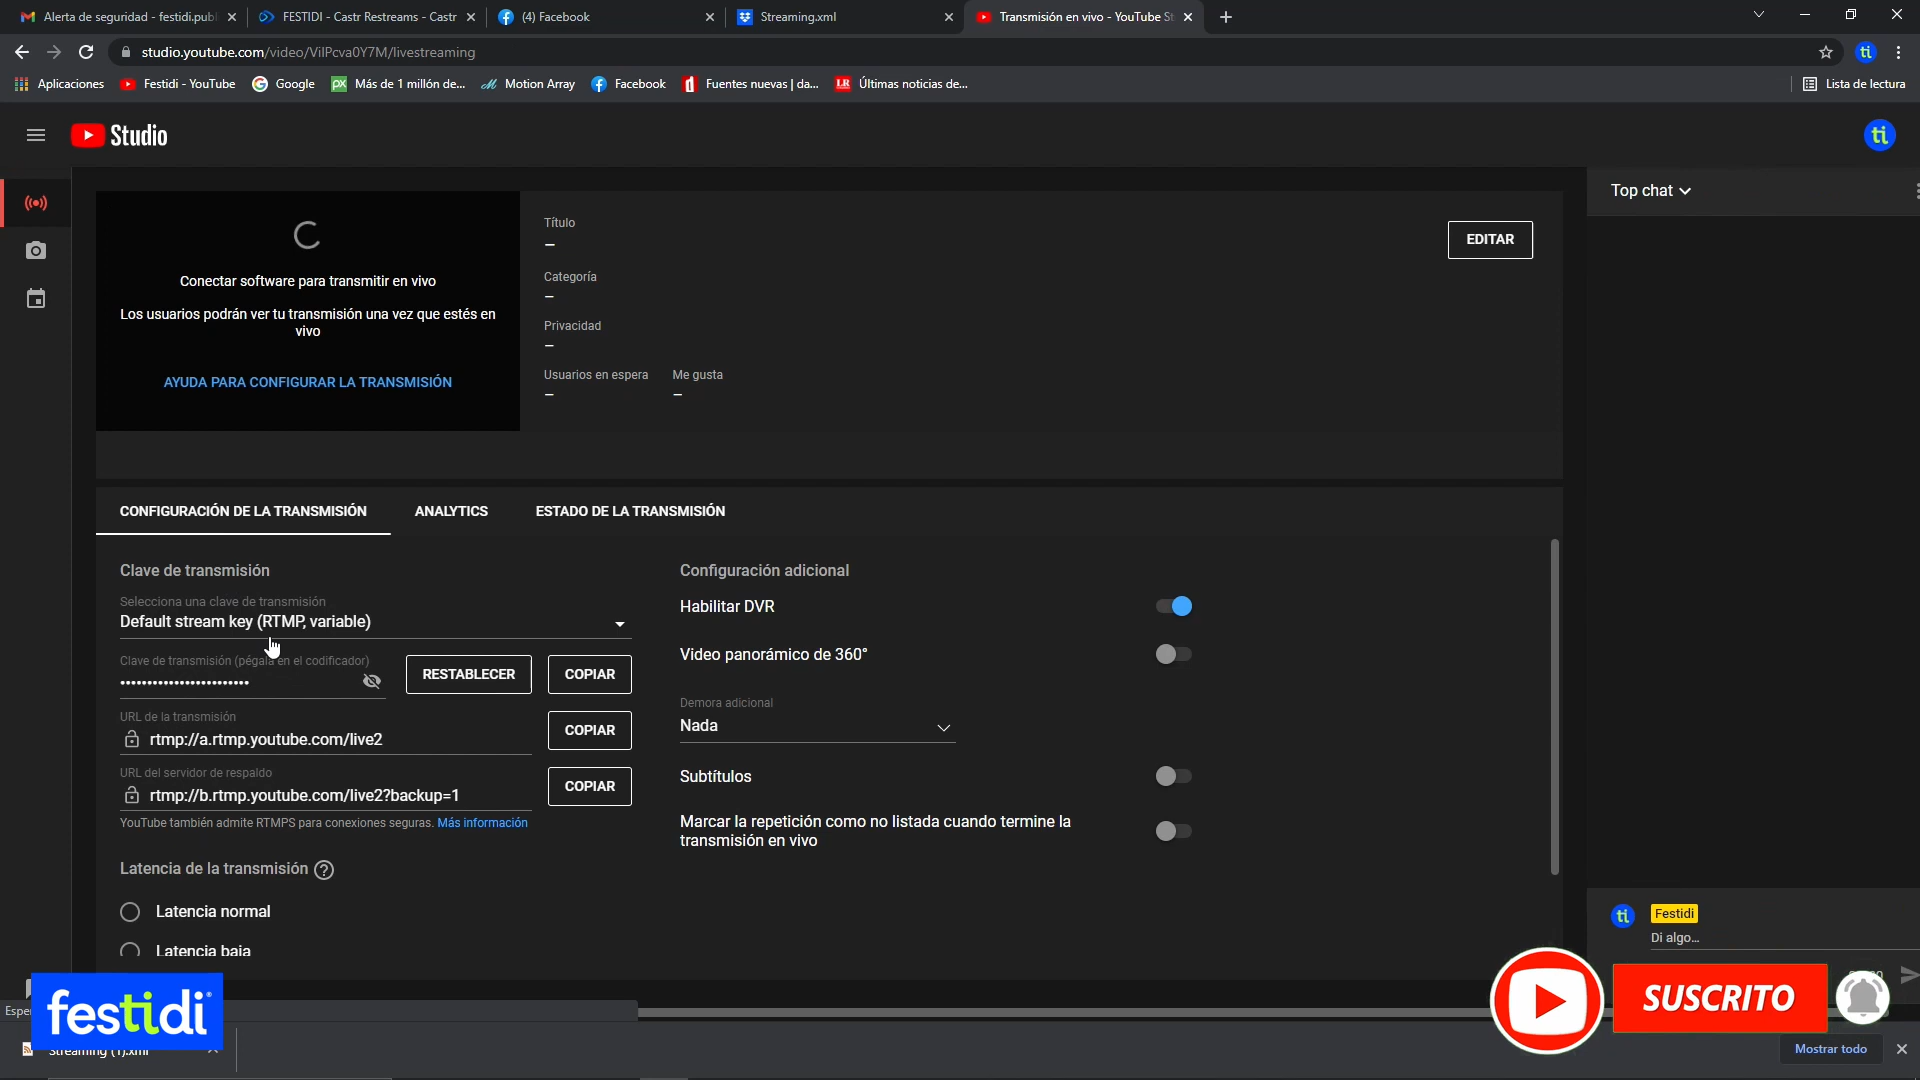 Alerta de seguridad - festidi.publ
FESTIDI - Castr Restreams - Castr
(4) Facebook
Streaming.xml
Transmisión en vivo - YouTube St
studio.youtube.com/video/VilPcva0Y7M/livestreaming
Aplicaciones
Festidi - YouTube
Google
Más de 1 millón de...
Motion Array
Facebook
Fuentes nuevas | da...
Últimas noticias de...
Lista de lectura
Studio
ti
Top chat
Conectar software para transmitir en vivo
Los usuarios podrán ver tu transmisión una vez que estés en
vivo
AYUDA PARA CONFIGURAR LA TRANSMISIÓN
Título
–
EDITAR
Categoría
–
Privacidad
–
Usuarios en espera Me gusta
– –
CONFIGURACIÓN DE LA TRANSMISIÓN ANALYTICS ESTADO DE LA TRANSMISIÓN
Clave de transmisión
Selecciona una clave de transmisión
Default stream key (RTMP, variable)
Clave de transmisión (pégala en el codificador)
••••••••••••••••••••••••
RESTABLECER COPIAR
URL de la transmisión
rtmp://a.rtmp.youtube.com/live2
COPIAR
URL del servidor de respaldo
rtmp://b.rtmp.youtube.com/live2?backup=1
COPIAR
YouTube también admite RTMPS para conexiones seguras. Más información
Latencia de la transmisión
Latencia normal
Latencia baja
Configuración adicional
Habilitar DVR
Video panorámico de 360°
Demora adicional
Nada
Subtítulos
Marcar la repetición como no listada cuando termine la
transmisión en vivo
ti
Festidi
Di algo...
festidi
SUSCRITO
Streaming (1).xml
Mostrar todo